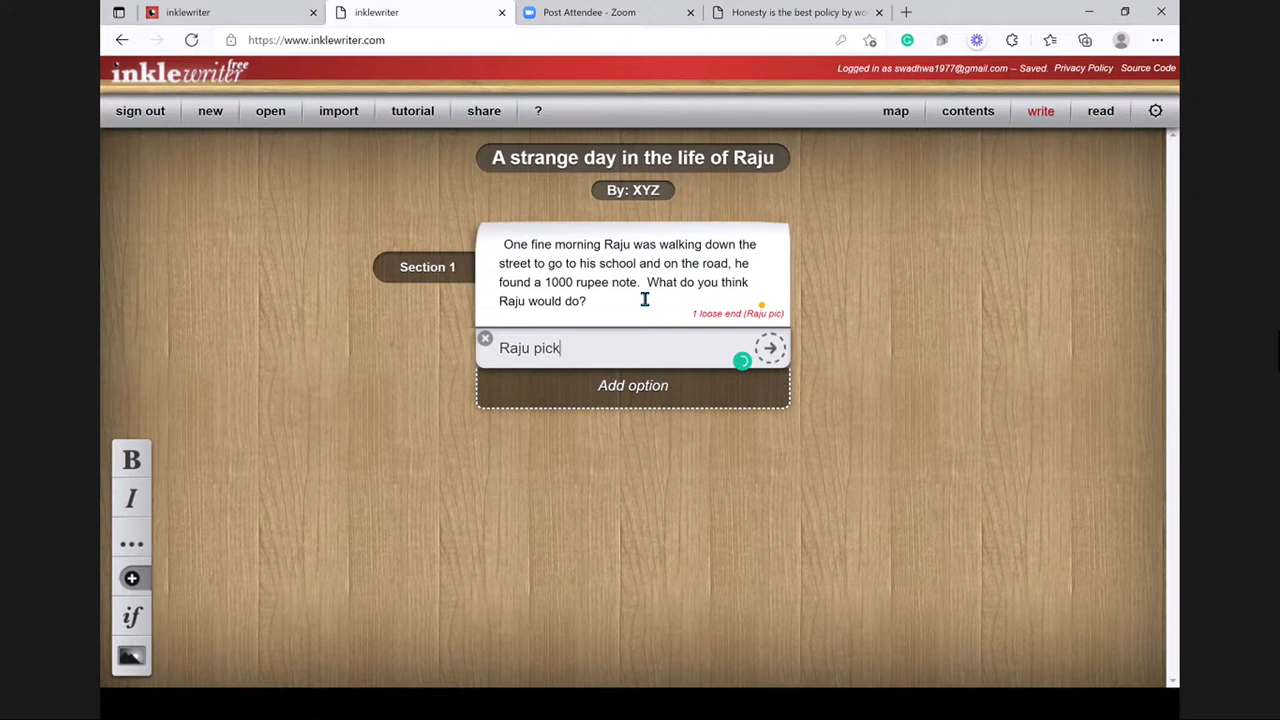 inklewriter
inklewriter
Post Attendee - Zoom
Honesty is the best policy by wo
https://www.inklewriter.com
inklewriter free
Logged in as swadhwa1977@gmail.com -- Saved. Privacy Policy Source Code
sign out new open import tutorial share ? map contents write read
A strange day in the life of Raju
By: XYZ
Section 1
One fine morning Raju was walking down the
street to go to his school and on the road, he
found a 1000 rupee note. What do you think
Raju would do?
1 loose end (Raju pic)
Raju pick
Add option
B
I
...
if